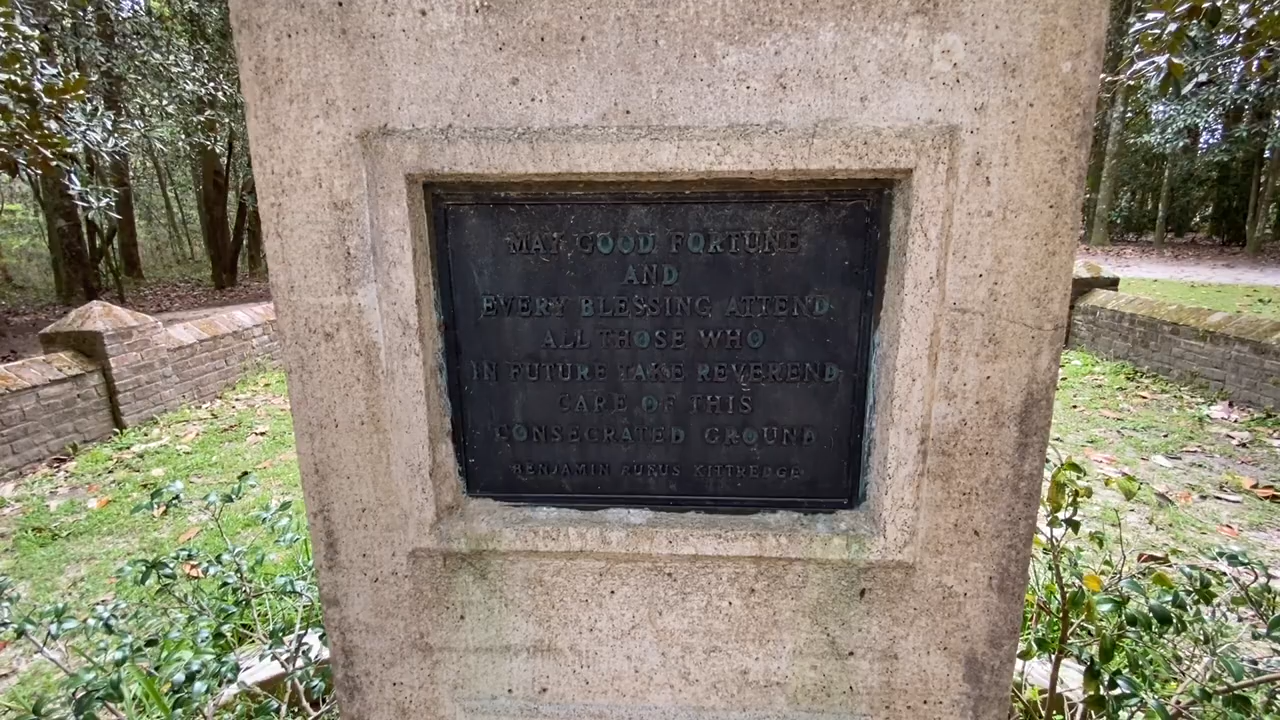 MAY GOOD FORTUNE
AND
EVERY BLESSING ATTEND
ALL THOSE WHO
IN FUTURE TAKE REVEREND
CARE OF THIS
CONSECRATED GROUND
BENJAMIN RUFUS KITTREDGE